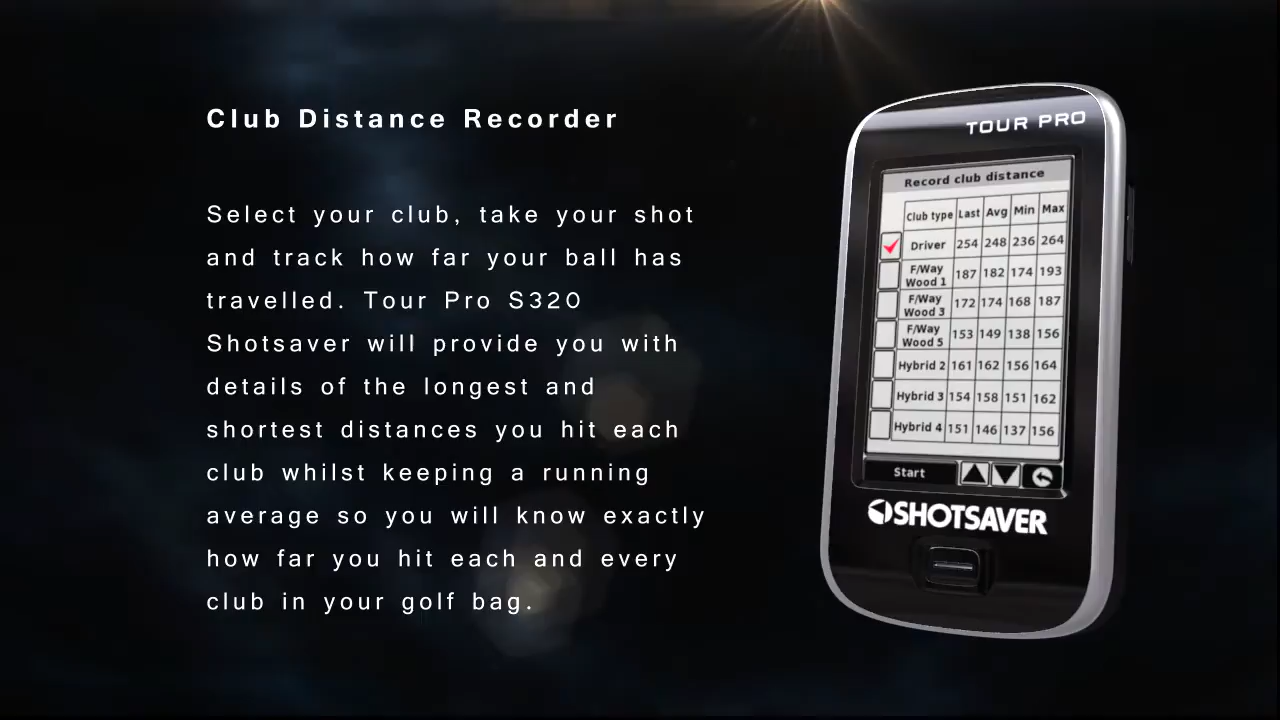 Club Distance Recorder
Select your club, take your shot
and track how far your ball has
travelled. Tour Pro S320
Shotsaver will provide you with
details of the longest and
shortest distances you hit each
club whilst keeping a running
average so you will know exactly
how far you hit each and every
club in your golf bag.
TOUR PRO
Record club distance
Club type Last Avg Min Max
Driver 254 248 236 264
F/Way
Wood 1 187 182 174 193
F/Way
Wood 3 172 174 168 187
F/Way
Wood 5 153 149 138 156
Hybrid 2 161 162 156 164
Hybrid 3 154 158 151 162
Hybrid 4 151 146 137 156
Start
SHOTSAVER